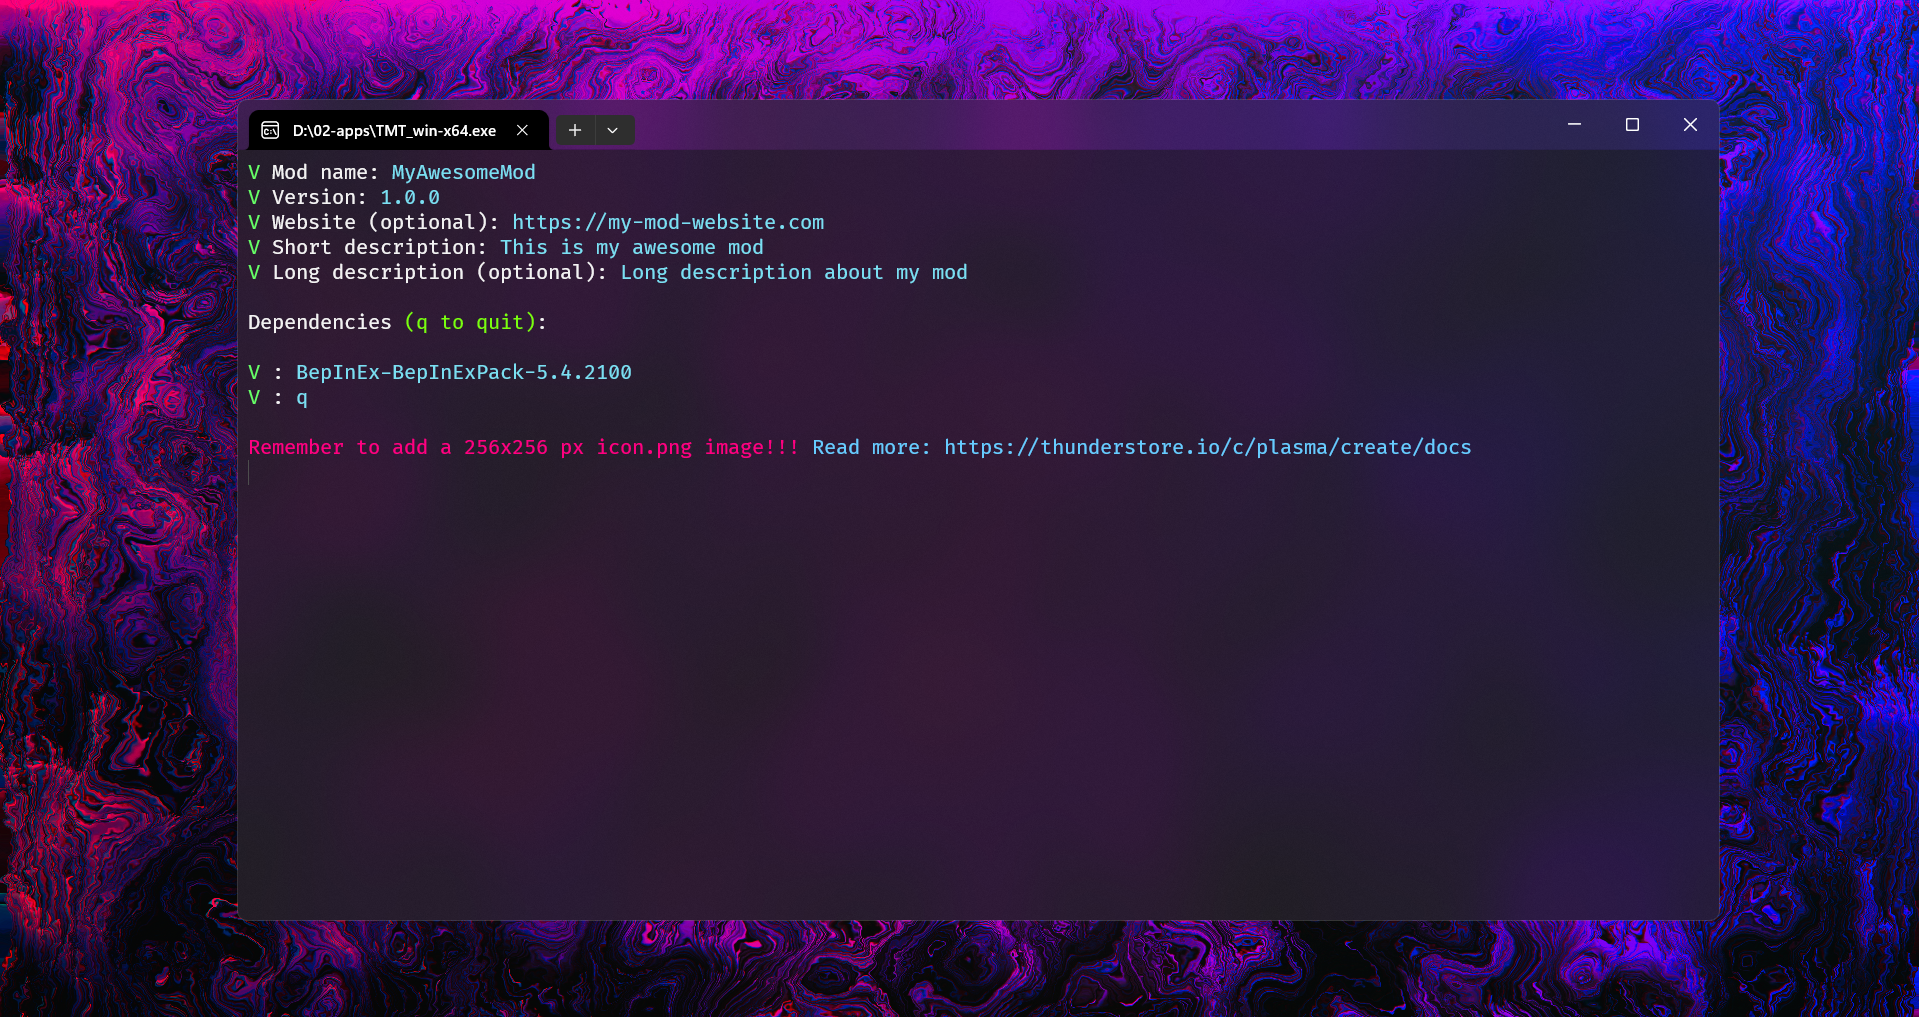 D:\02-apps\TMT_win-x64.exe
V Mod name: MyAwesomeMod
V Version: 1.0.0
V Website (optional): https://my-mod-website.com
V Short description: This is my awesome mod
V Long description (optional): Long description about my mod
Dependencies (q to quit):
V : BepInEx-BepInExPack-5.4.2100
V : q
Remember to add a 256x256 px icon.png image!!! Read more: https://thunderstore.io/c/plasma/create/docs